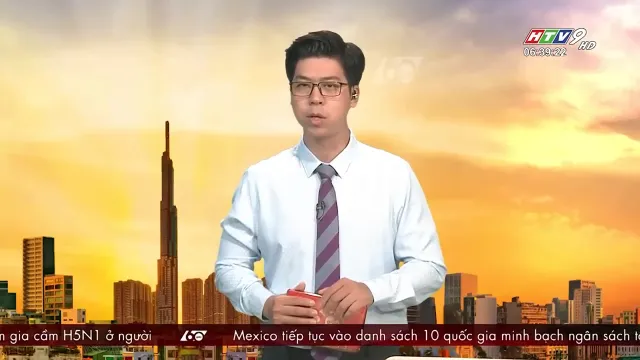 HTV9 HD
06:39:22
gia cầm H5N1 ở người 60 Mexico tiếp tục vào danh sách 10 quốc gia minh bạch ngân sách